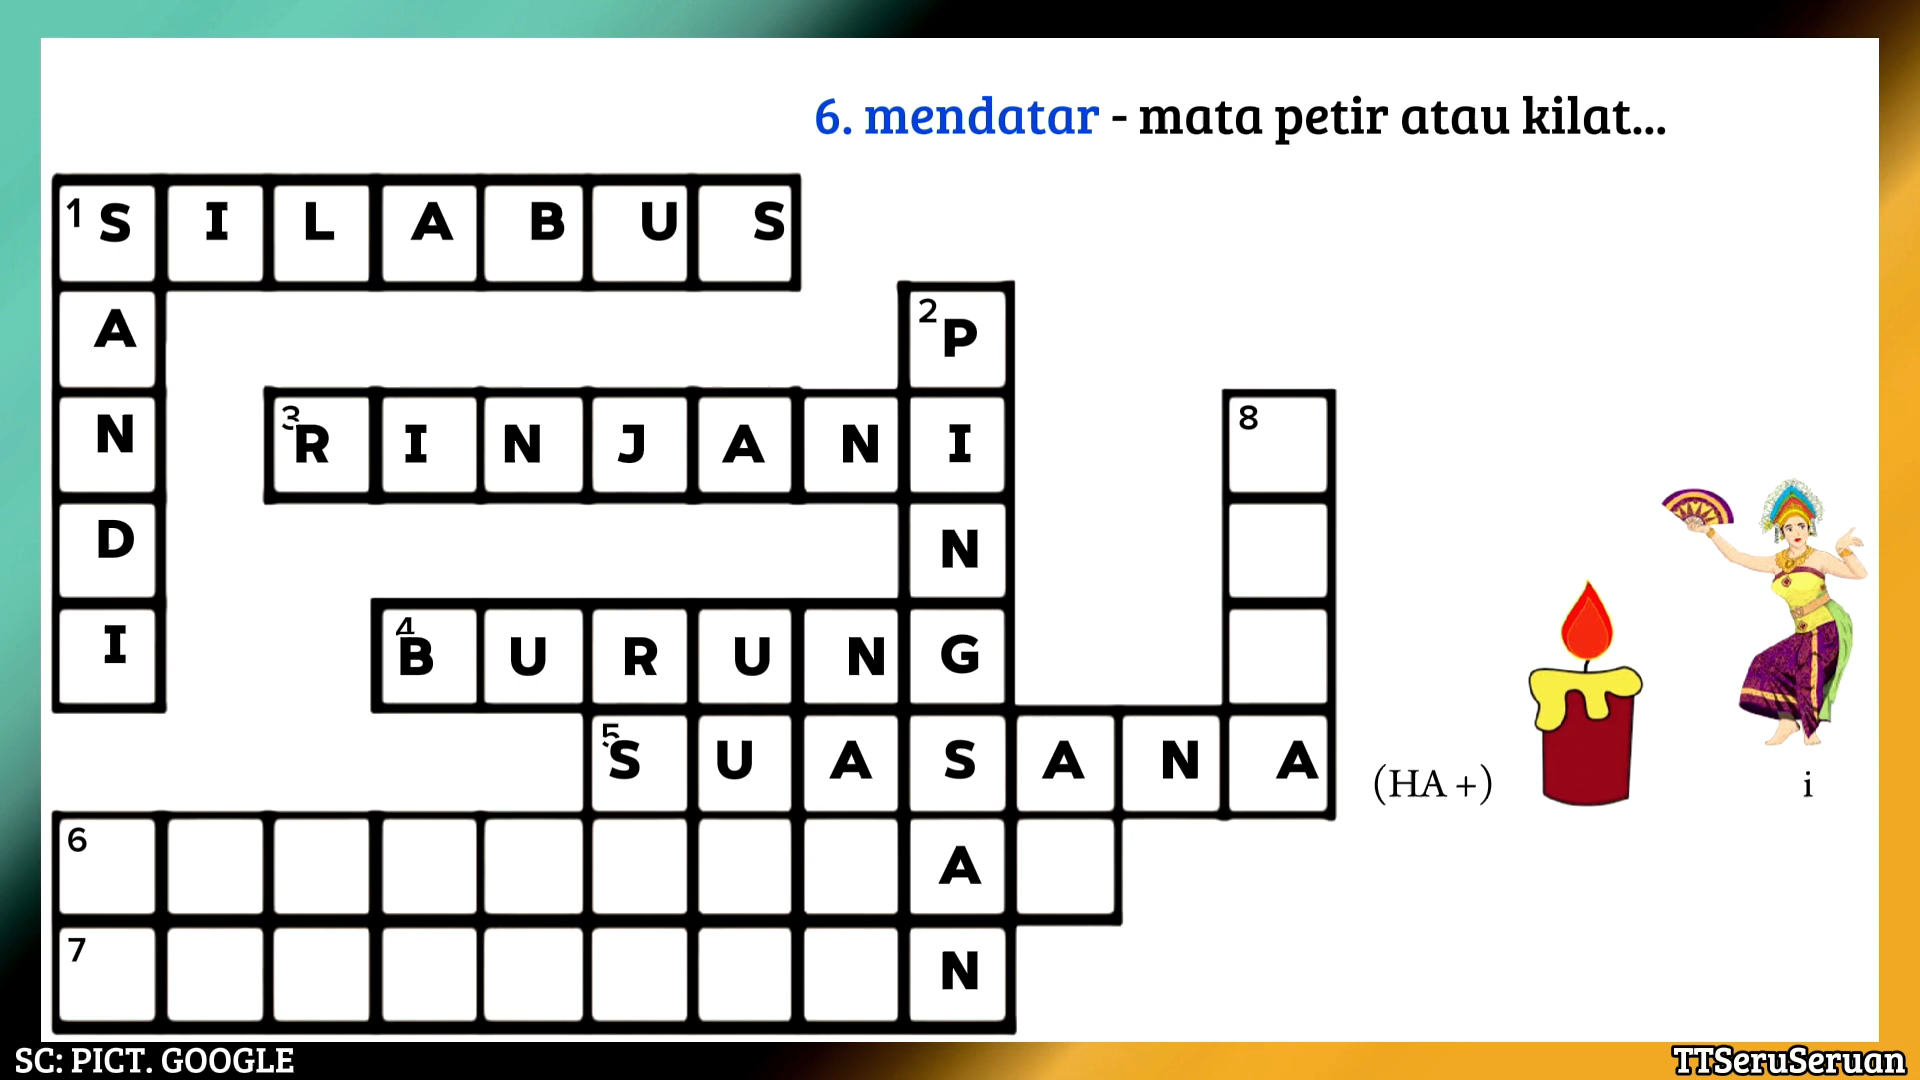 6. mendatar - mata petir atau kilat...
1 S I L A B U S
A 2 P
N 3 R I N J A N I 8
D N
I 4 B U R U N G
5 S U A S A N A (HA +) i
6 A
7 N
SC: PICT. GOOGLE TTSeruSeruan